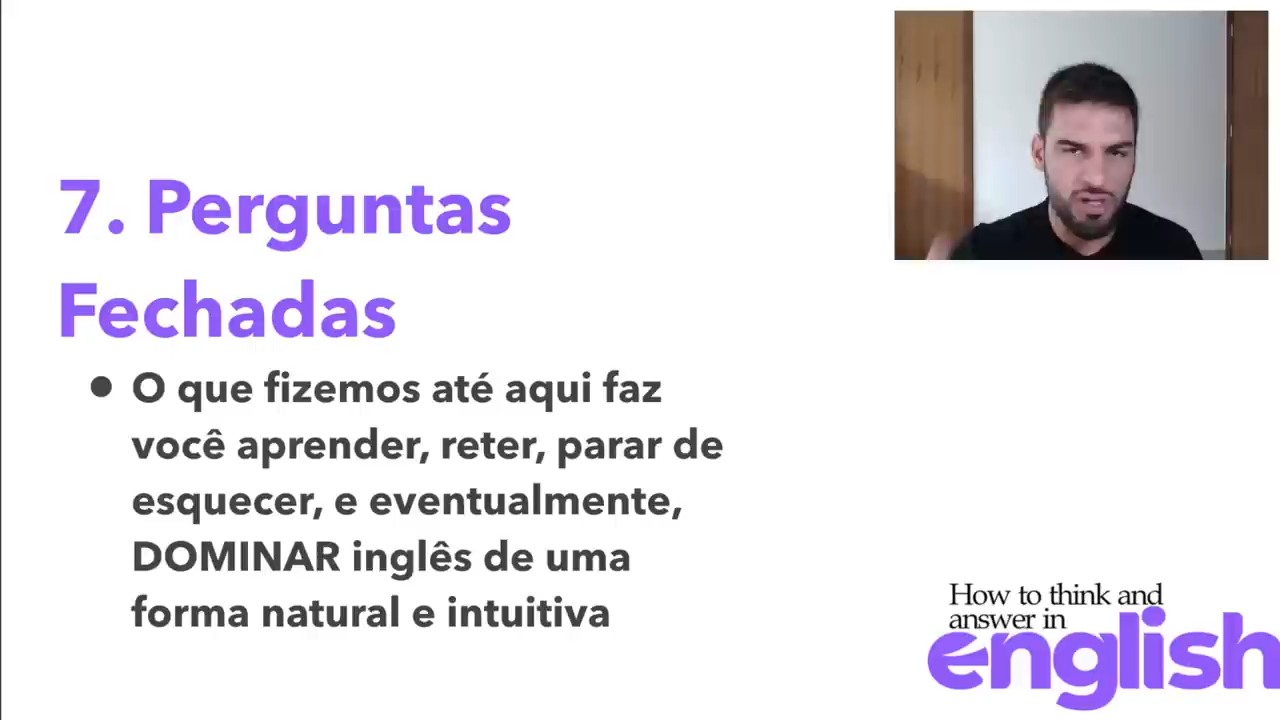 7. Perguntas
Fechadas
● O que fizemos até aqui faz
você aprender, reter, parar de
esquecer, e eventualmente,
DOMINAR inglês de uma
forma natural e intuitiva
How to think and
answer in
english